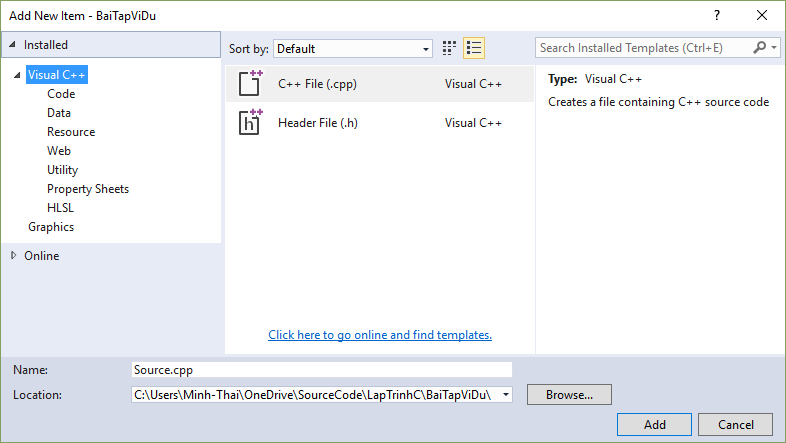 Add New Item - BaiTapViDu
?
Installed
Visual C++
Code
Data
Resource
Web
Utility
Property Sheets
HLSL
Graphics
Online
Sort by: Default
C++ File (.cpp) Visual C++
Header File (.h) Visual C++
Click here to go online and find templates.
Search Installed Templates (Ctrl+E)
Type: Visual C++
Creates a file containing C++ source code
Name: Source.cpp
Location: C:\Users\Minh-Thai\OneDrive\SourceCode\LapTrinhC\BaiTapViDu\
Browse...
Add Cancel